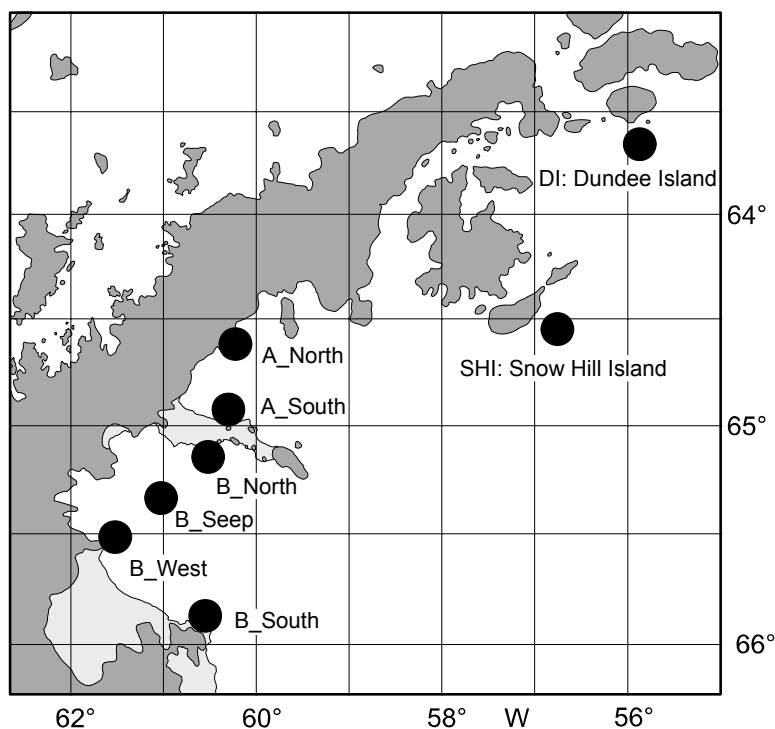 DI: Dundee Island
64°
A_North
SHI: Snow Hill Island
A_South
65°
B_North
B_Seep
B_West
B_South
66°
62° 60° 58° W 56°